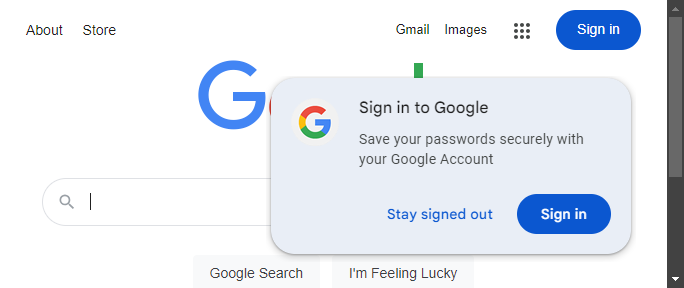 About Store Gmail Images Sign in
G
Sign in to Google
Save your passwords securely with
your Google Account
Stay signed out Sign in
Google Search I'm Feeling Lucky